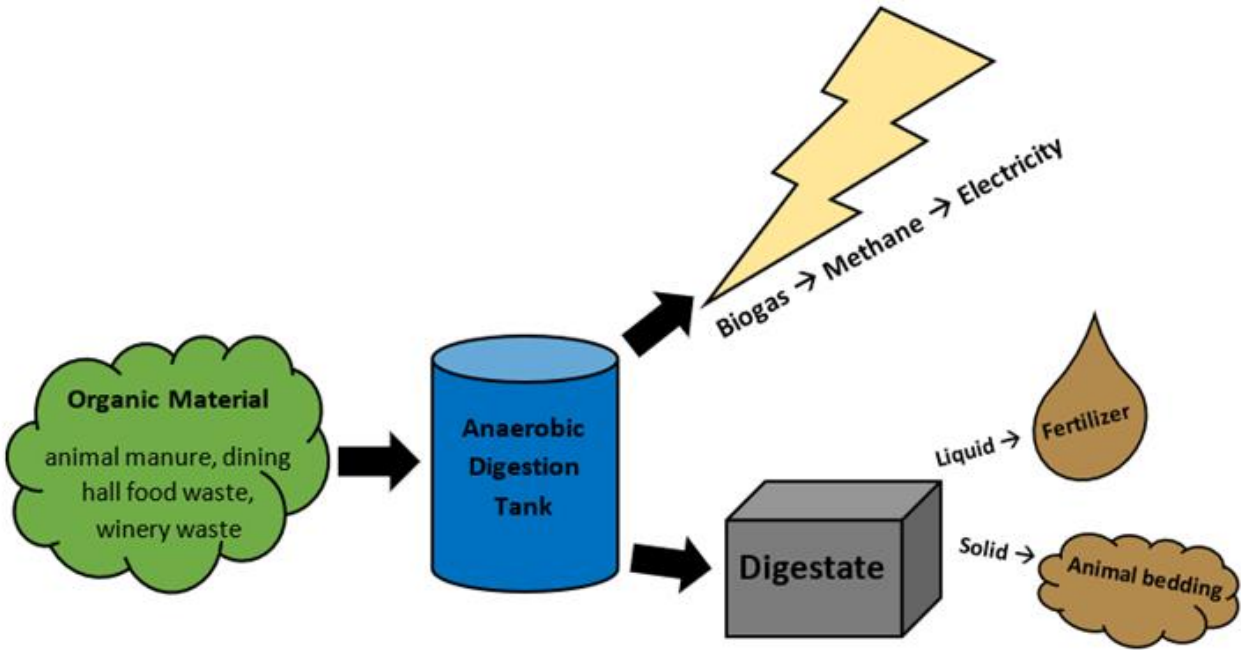 Organic Material
animal manure, dining
hall food waste,
winery waste
Anaerobic
Digestion
Tank
Biogas → Methane → Electricity
Digestate
Liquid →
Fertilizer
Solid →
Animal bedding